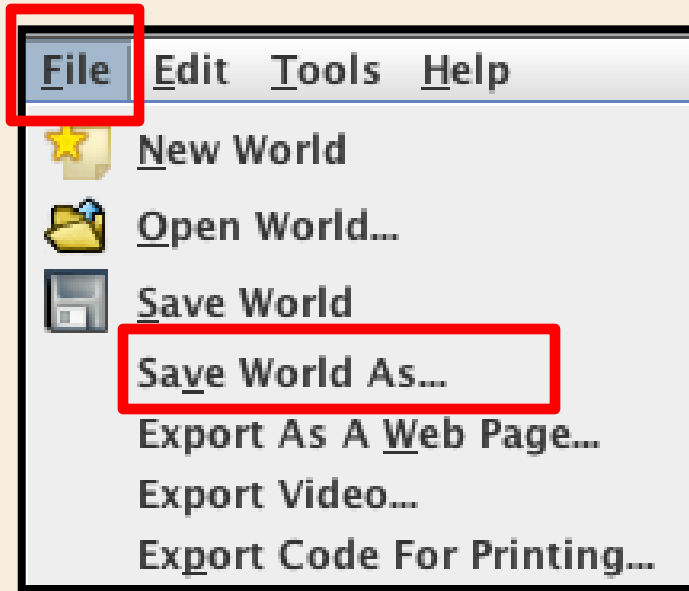 File Edit Tools Help
New World
Open World...
Save World
Save World As...
Export As A Web Page...
Export Video...
Export Code For Printing...